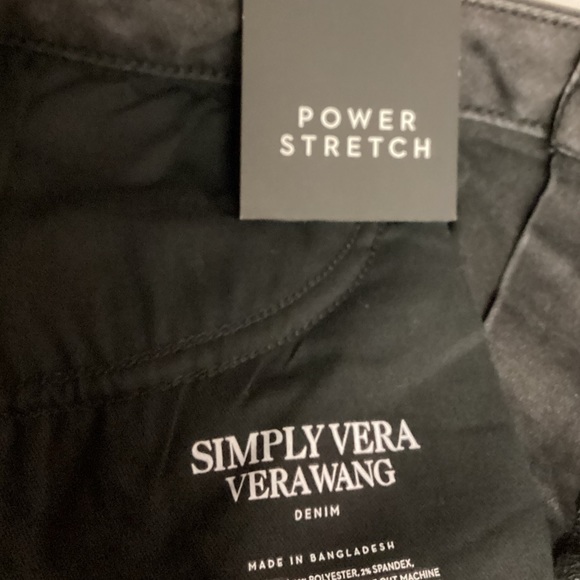 POWER
STRETCH
SIMPLY VERA
VERA WANG
DENIM
MADE IN BANGLADESH
POLYESTER, 2% SPANDEX,
MACHINE